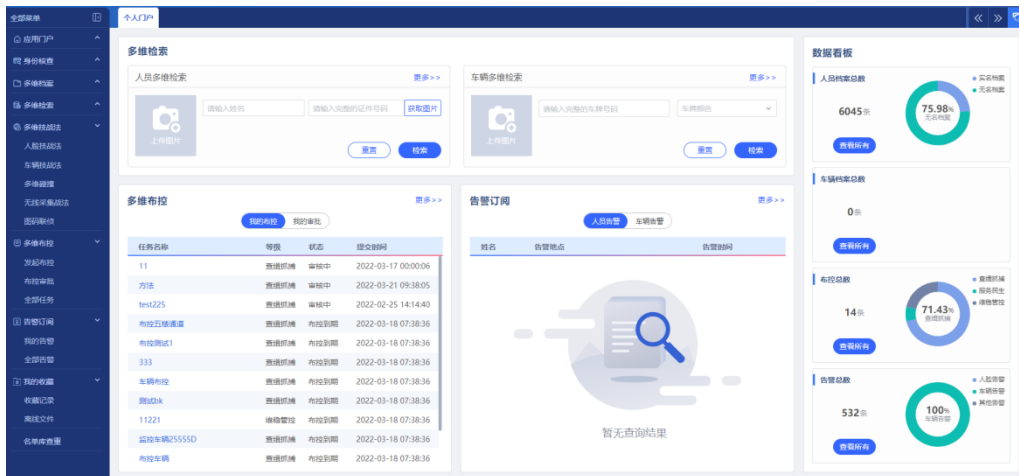 全部菜单
应用门户
身份核查
多维档案
多维检索
多维技战法
人脸技战法
车辆技战法
多维碰撞
无线采集战法
图码联侦
多维布控
发起布控
布控审批
全部任务
告警订阅
我的告警
全部告警
我的收藏
收藏记录
离线文件
名单库查重
个人门户
多维检索
人员多维检索 更多>>
上传图片
请输入姓名 请输入完整的证件号码 获取图片
重置 检索
车辆多维检索 更多>>
上传图片
请输入完整的车牌号码 车牌颜色
重置 检索
多维布控 更多>>
我的布控 我的审批
任务名称 等级 状态 提交时间
11 查缉抓捕 审核中 2022-03-17 00:00:06
方法 查缉抓捕 审核中 2022-03-21 09:38:05
test225 查缉抓捕 审核中 2022-02-25 14:14:40
布控五楼通道 查缉抓捕 布控到期 2022-03-18 07:38:36
布控测试1 查缉抓捕 布控到期 2022-03-18 07:38:36
333 查缉抓捕 布控到期 2022-03-18 07:38:36
车辆布控 查缉抓捕 布控到期 2022-03-18 07:38:36
测试bk 查缉抓捕 布控到期 2022-03-18 07:38:36
11221 维稳管控 布控到期 2022-03-18 07:38:36
监控车辆25555D 查缉抓捕 布控到期 2022-03-18 07:38:36
布控车辆 查缉抓捕 布控到期 2022-03-18 07:38:36
告警订阅 更多>>
人员告警 车辆告警
姓名 告警地点 告警时间
暂无查询结果
数据看板
人员档案总数
6045条
查看所有
75.98%
无名档案
实名档案
无名档案
车辆档案总数
0条
查看所有
布控总数
14条
查看所有
71.43%
查缉抓捕
查缉抓捕
服务民生
维稳管控
告警总数
532条
查看所有
100%
车辆告警
人脸告警
车辆告警
其他告警